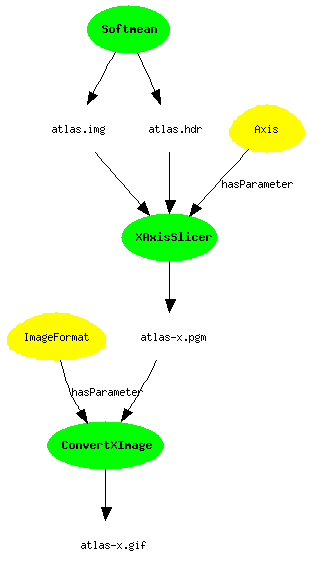 Softmean
atlas.img
atlas.hdr
Axis
hasParameter
XAxisSlicer
ImageFormat
atlas-x.pgm
hasParameter
ConvertXImage
atlas-x.gif